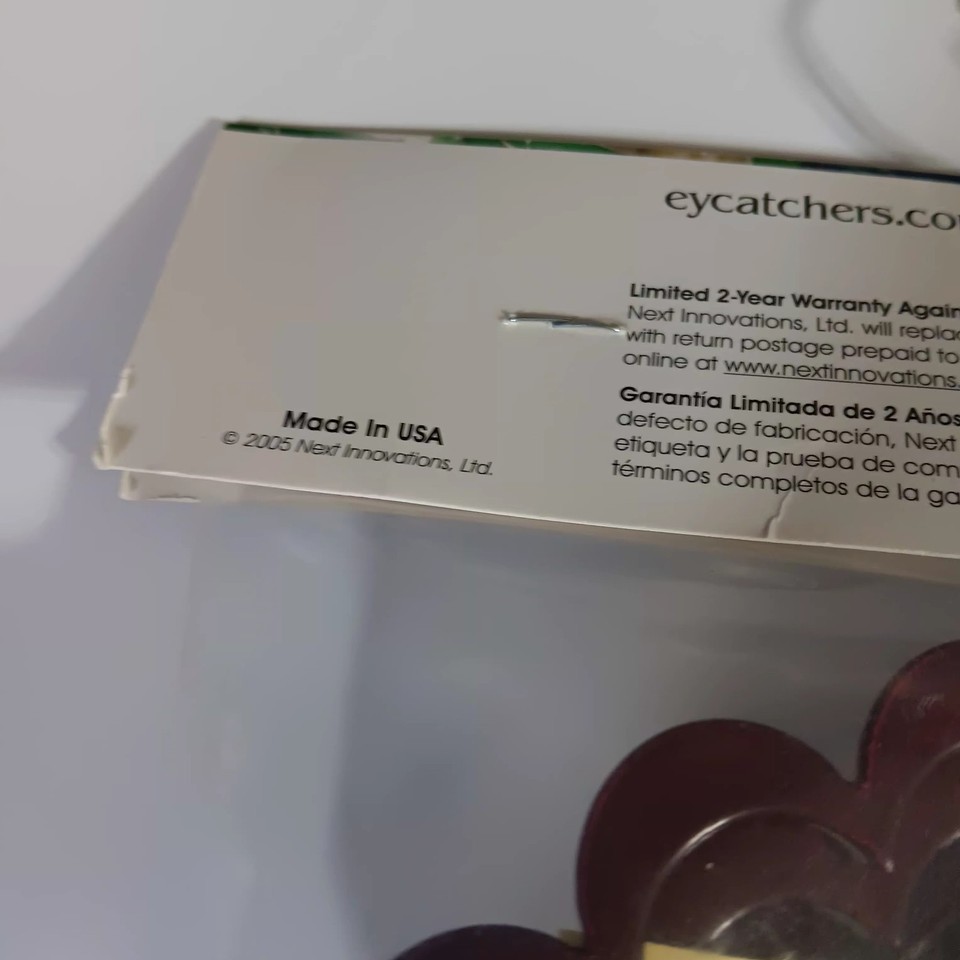 eycatchers.co
Limited 2-Year Warranty Again
Next Innovations, Ltd. will replac
with return postage prepaid to
online at www.nextinnovations.
Garantía Limitada de 2 Años
defecto de fabricación, Next
etiqueta y la prueba de com
términos completos de la ga
Made In USA
© 2005 Next Innovations, Ltd.